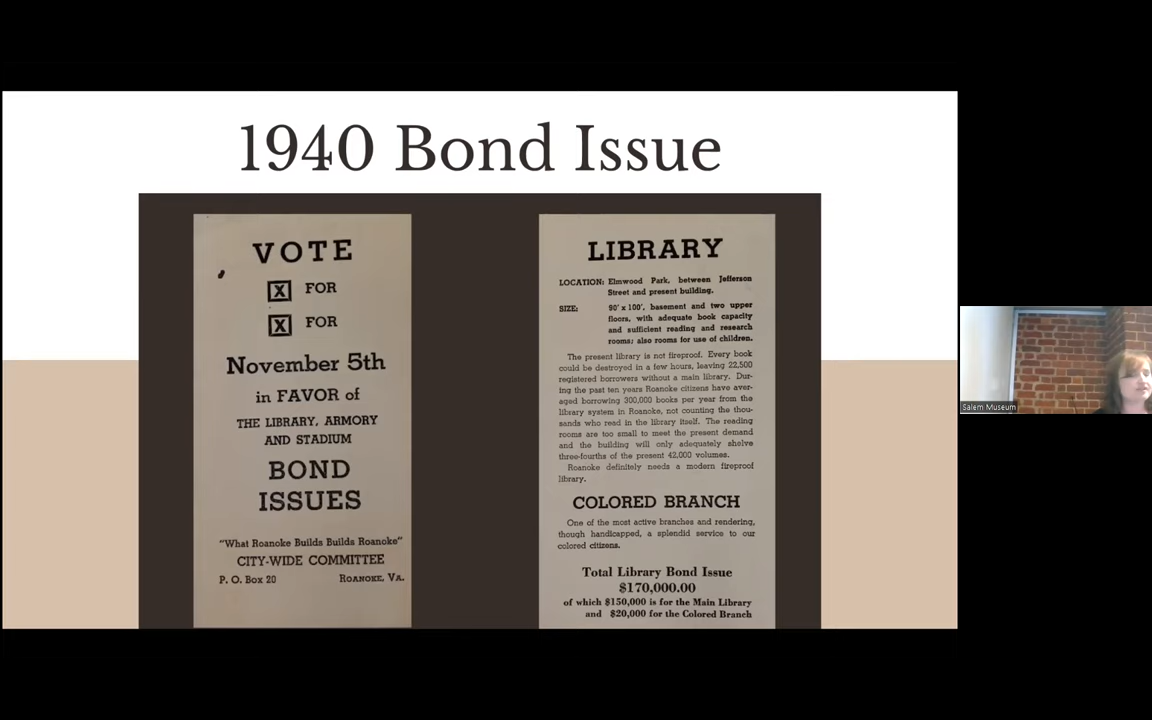 1940 Bond Issue
VOTE
X FOR
X FOR
November 5th
in FAVOR of
THE LIBRARY, ARMORY
AND STADIUM
BOND
ISSUES
"What Roanoke Builds Builds Roanoke"
CITY-WIDE COMMITTEE
P. O. Box 20 ROANOKE, VA.
LIBRARY
LOCATION: Elmwood Park, between Jefferson
Street and present building.
SIZE: 90' x 100', basement and two upper
floors, with adequate book capacity
and sufficient reading and research
rooms; also rooms for use of children.
The present library is not fireproof. Every book
could be destroyed in a few hours, leaving 22,500
registered borrowers without a main library. Dur-
ing the past ten years Roanoke citizens have aver-
aged borrowing 300,000 books per year from the
library system in Roanoke, not counting the thou-
sands who read in the library itself. The reading
rooms are too small to meet the present demand
and the building will only adequately shelve
three-fourths of the present 42,000 volumes.
Roanoke definitely needs a modern fireproof
library.
COLORED BRANCH
One of the most active branches and rendering,
though handicapped, a splendid service to our
colored citizens.
Total Library Bond Issue
$170,000.00
of which $150,000 is for the Main Library
and $20,000 for the Colored Branch
Salem Museum